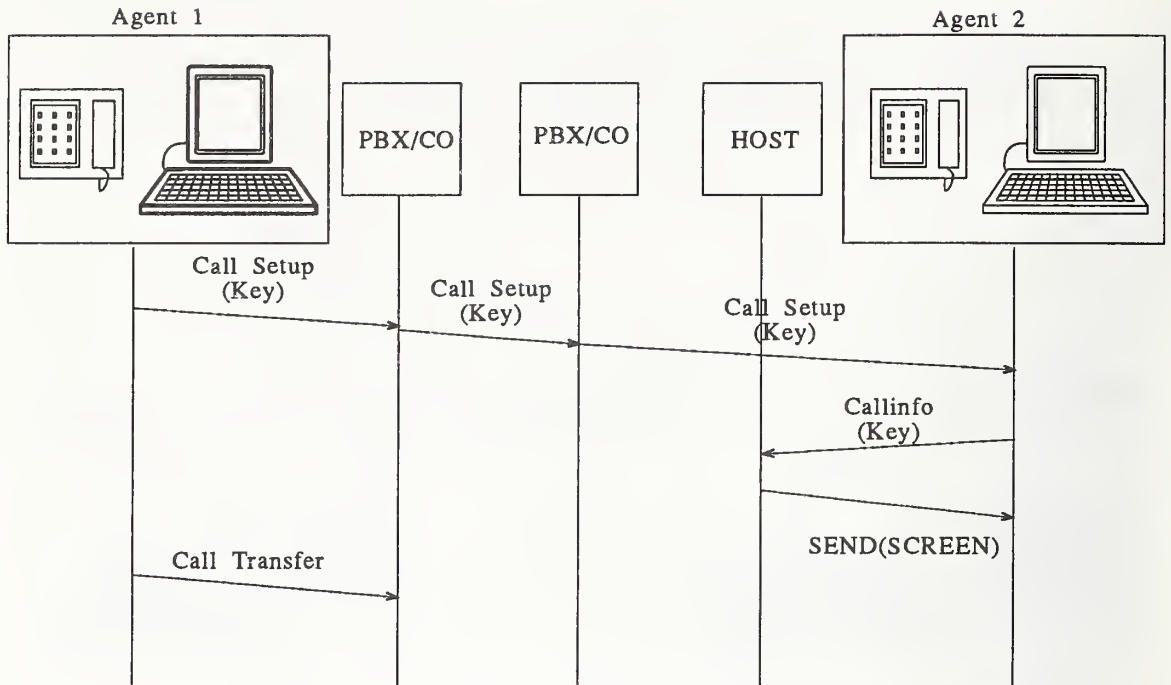 Agent 1
Agent 2
PBX/CO
PBX/CO
HOST
Call Setup
(Key)
Call Setup
(Key)
Call Setup
(Key)
Callinfo
(Key)
SEND(SCREEN)
Call Transfer